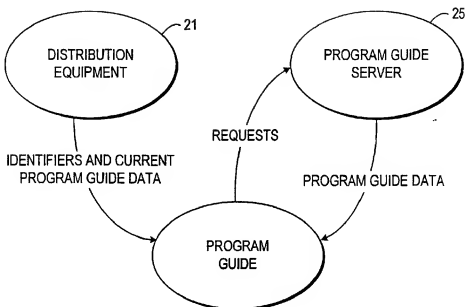 21
DISTRIBUTION
EQUIPMENT
25
PROGRAM GUIDE
SERVER
REQUESTS
IDENTIFIERS AND CURRENT
PROGRAM GUIDE DATA
PROGRAM GUIDE DATA
PROGRAM
GUIDE